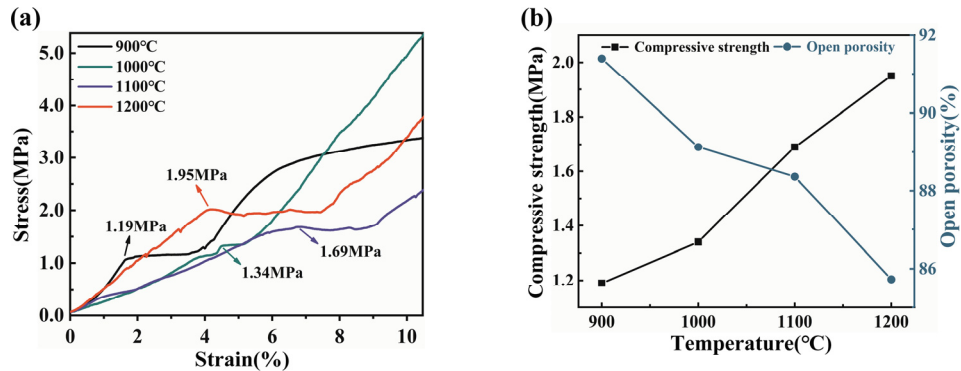 (a)
900℃
1000℃
1100℃
1200℃
1.95MPa
1.19MPa
1.34MPa
1.69MPa
Stress(MPa)
5.0
4.0
3.0
2.0
1.0
0.0
0
2
4
6
8
10
Strain(%)
(b)
Compressive strength
Open porosity
Compressive strength(MPa)
2.0
1.8
1.6
1.4
1.2
92
90
88
86
Open porosity(%)
900
1000
1100
1200
Temperature(℃)